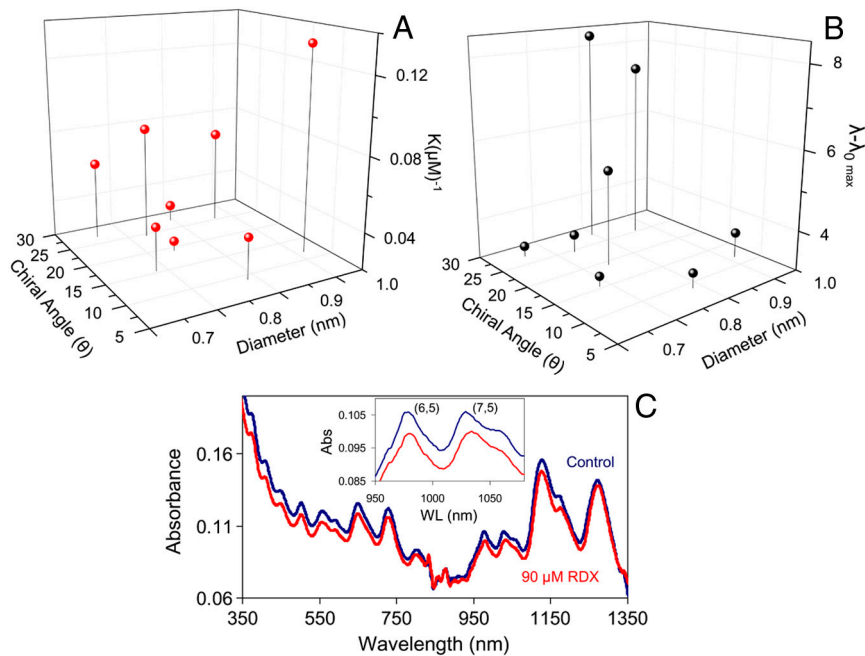 A
0.12
0.08
0.04
K(μM)⁻¹
30
25
20
15
10
5
Chiral Angle (θ)
0.7
0.8
0.9
1.0
Diameter (nm)
B
8
6
4
λ-λ₀ max
30
25
20
15
10
5
Chiral Angle (θ)
0.7
0.8
0.9
1.0
Diameter (nm)
C
0.16
0.11
0.06
Absorbance
350 550 750 950 1150 1350
Wavelength (nm)
Control
90 μM RDX
(6,5) (7,5)
0.105
0.095
0.085
Abs
950 1000 1050
WL (nm)